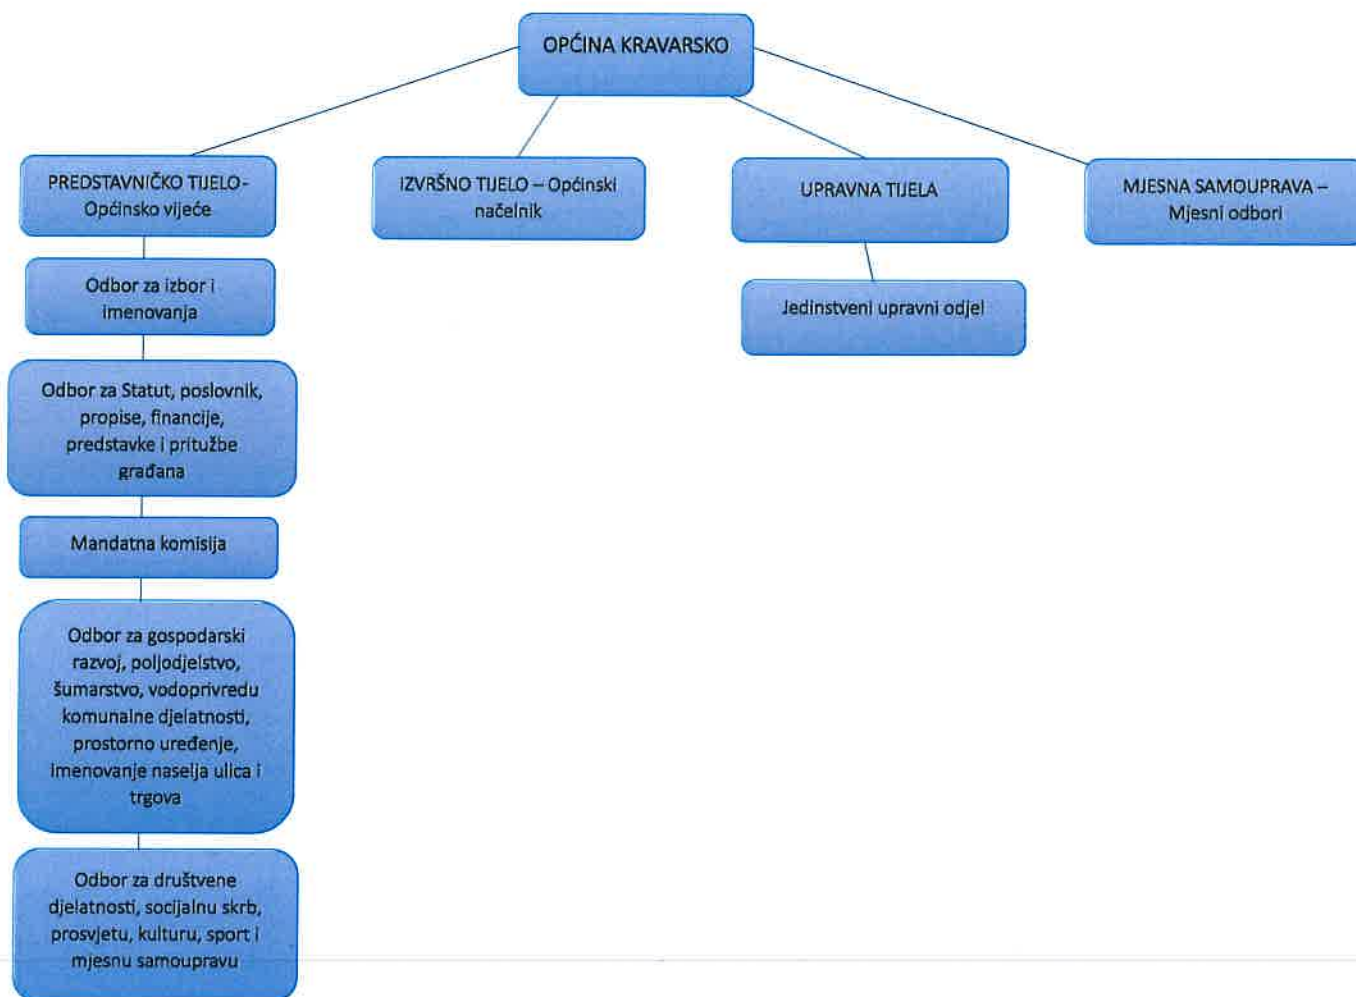 OPĆINA KRAVARSKO
PREDSTAVNIČKO TIJELO-
Općinsko vijeće
IZVRŠNO TIJELO – Općinski
načelnik
UPRAVNA TIJELA
MJESNA SAMOUPRAVA –
Mjesni odbori
Odbor za izbor i
imenovanja
Jedinstveni upravni odjel
Odbor za Statut, poslovnik,
propise, financije,
predstavke i pritužbe
građana
Mandatna komisija
Odbor za gospodarski
razvoj, poljodjelstvo,
šumarstvo, vodoprivredu
komunalne djelatnosti,
prostorno uređenje,
imenovanje naselja ulica i
trgova
Odbor za društvene
djelatnosti, socijalnu skrb,
prosvjetu, kulturu, sport i
mjesnu samoupravu